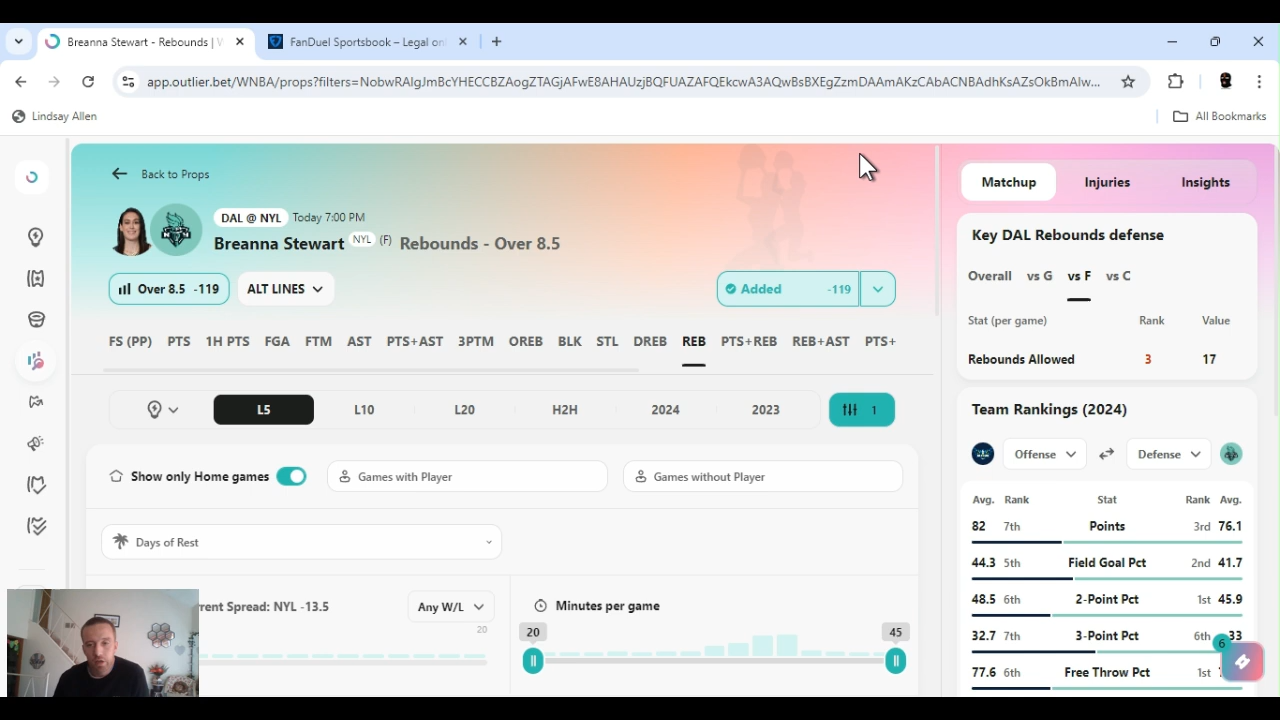 Breanna Stewart - Rebounds | W
FanDuel Sportsbook – Legal on
app.outlier.bet/WNBA/props?filters=NobwRAlgJmBcYHECCBZAogZTAGjAFwE8AHAUzjBQFUAZAFQEkcwA3AQwBsBXEgZzmDAAmAKzCAbACNBAdhKsAZsOkBmAlw...
Lindsay Allen
All Bookmarks
Back to Props
DAL @ NYL Today 7:00 PM
Breanna Stewart NYL (F) Rebounds - Over 8.5
Over 8.5 -119 ALT LINES
Added -119
FS (PP) PTS 1H PTS FGA FTM AST PTS+AST 3PTM OREB BLK STL DREB REB PTS+REB REB+AST PTS+
L5 L10 L20 H2H 2024 2023 1
Show only Home games
Games with Player
Games without Player
Days of Rest
rent Spread: NYL -13.5
Any W/L
20
Minutes per game
20 45
Matchup Injuries Insights
Key DAL Rebounds defense
Overall vs G vs F vs C
Stat (per game) Rank Value
Rebounds Allowed 3 17
Team Rankings (2024)
Offense Defense
Avg. Rank Stat Rank Avg.
82 7th Points 3rd 76.1
44.3 5th Field Goal Pct 2nd 41.7
48.5 6th 2-Point Pct 1st 45.9
32.7 7th 3-Point Pct 6th 33
6
77.6 6th Free Throw Pct 1st